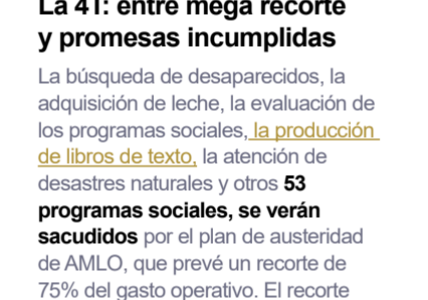 La 4T: entre mega recorte
y promesas incumplidas
La búsqueda de desaparecidos, la
adquisición de leche, la evaluación de
los programas sociales, la producción
de libros de texto, la atención de
desastres naturales y otros 53
programas sociales, se verán
sacudidos por el plan de austeridad
de AMLO, que prevé un recorte de
75% del gasto operativo. El recorte